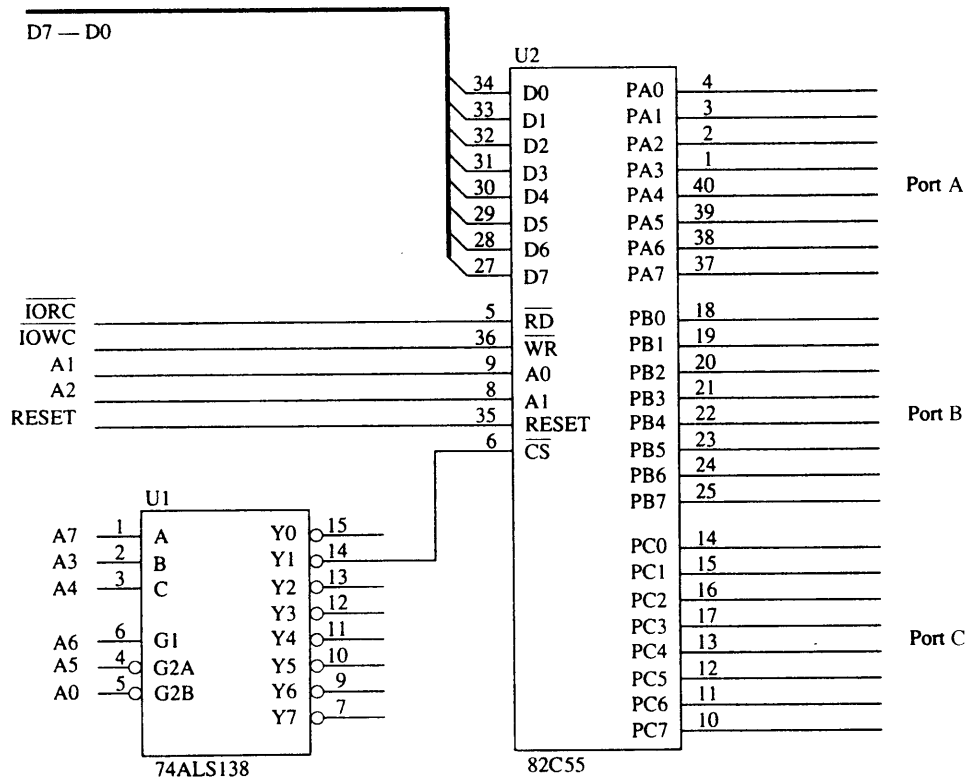 D7 — D0
U2
34 D0 PA0 4
33 D1 PA1 3
32 D2 PA2 2
31 D3 PA3 1
30 D4 PA4 40
Port A
29 D5 PA5 39
28 D6 PA6 38
27 D7 PA7 37
IORC 5 RD PB0 18
IOWC 36 WR PB1 19
A1 9 A0 PB2 20
A2 8 A1 PB3 21
RESET 35 RESET PB4 22
Port B
6 CS PB5 23
PB6 24
PB7 25
U1
A7 1 A Y0 15
A3 2 B Y1 14
A4 3 C Y2 13
Y3 12
A6 6 G1 Y4 11
A5 4 G2A Y5 10
A0 5 G2B Y6 9
Y7 7
74ALS138
PC0 14
PC1 15
PC2 16
PC3 17
PC4 13
Port C
PC5 12
PC6 11
PC7 10
82C55